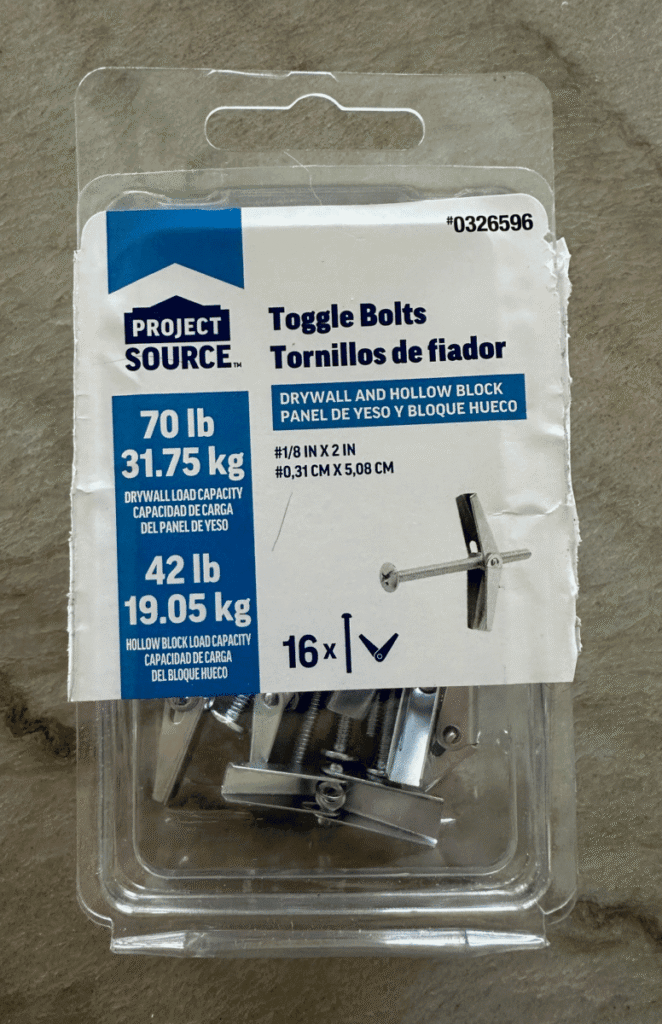 #0326596
PROJECT
SOURCE™
Toggle Bolts
Tornillos de fiador
DRYWALL AND HOLLOW BLOCK
PANEL DE YESO Y BLOQUE HUECO
#1/8 IN X 2 IN
#0,31 CM X 5,08 CM
70 lb
31.75 kg
DRYWALL LOAD CAPACITY
CAPACIDAD DE CARGA
DEL PANEL DE YESO
42 lb
19.05 kg
HOLLOW BLOCK LOAD CAPACITY
CAPACIDAD DE CARGA
DEL BLOQUE HUECO
16 x